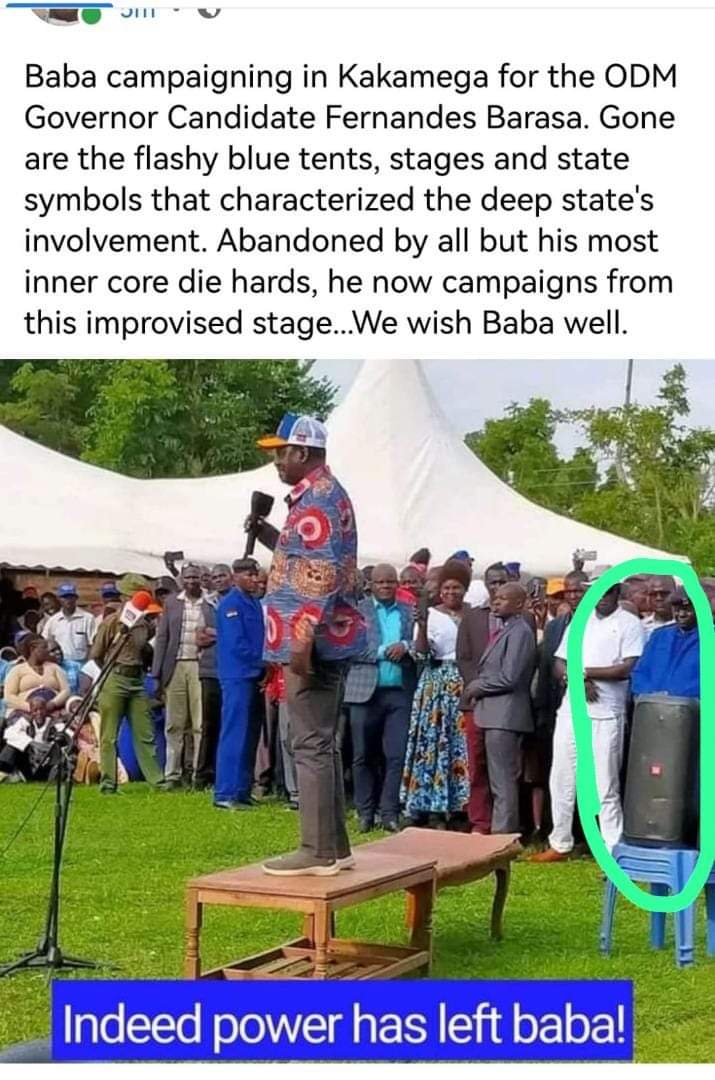 Baba campaigning in Kakamega for the ODM
Governor Candidate Fernandes Barasa. Gone
are the flashy blue tents, stages and state
symbols that characterized the deep state's
involvement. Abandoned by all but his most
inner core die hards, he now campaigns from
this improvised stage...We wish Baba well.
Indeed power has left baba!